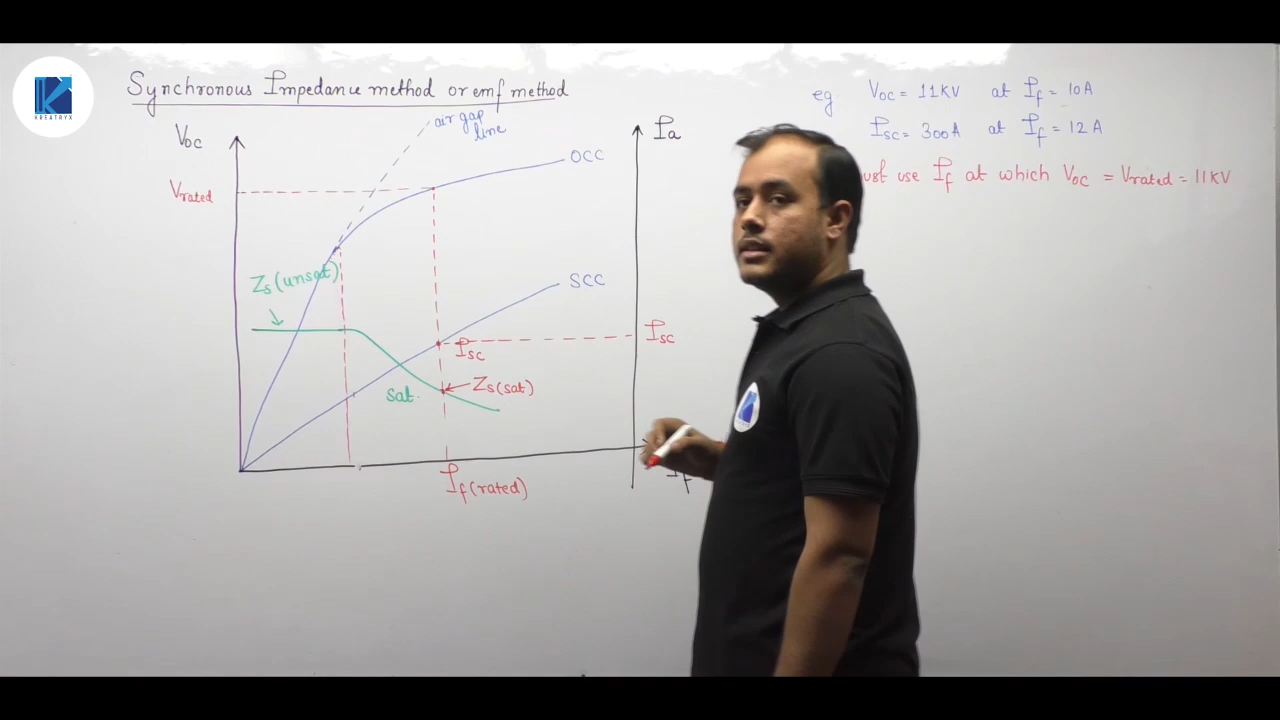 KREATRYX
Synchronous Impedance method or emf method
eg Voc = 11KV at If = 10A
Isc = 300A at If = 12A
ust use If at which Voc = Vrated = 11KV
air gap
line
Voc
Ia
OCC
Vrated
Zs(unsat)
SCC
Isc
Isc
Zs(sat)
sat.
If(rated)
If